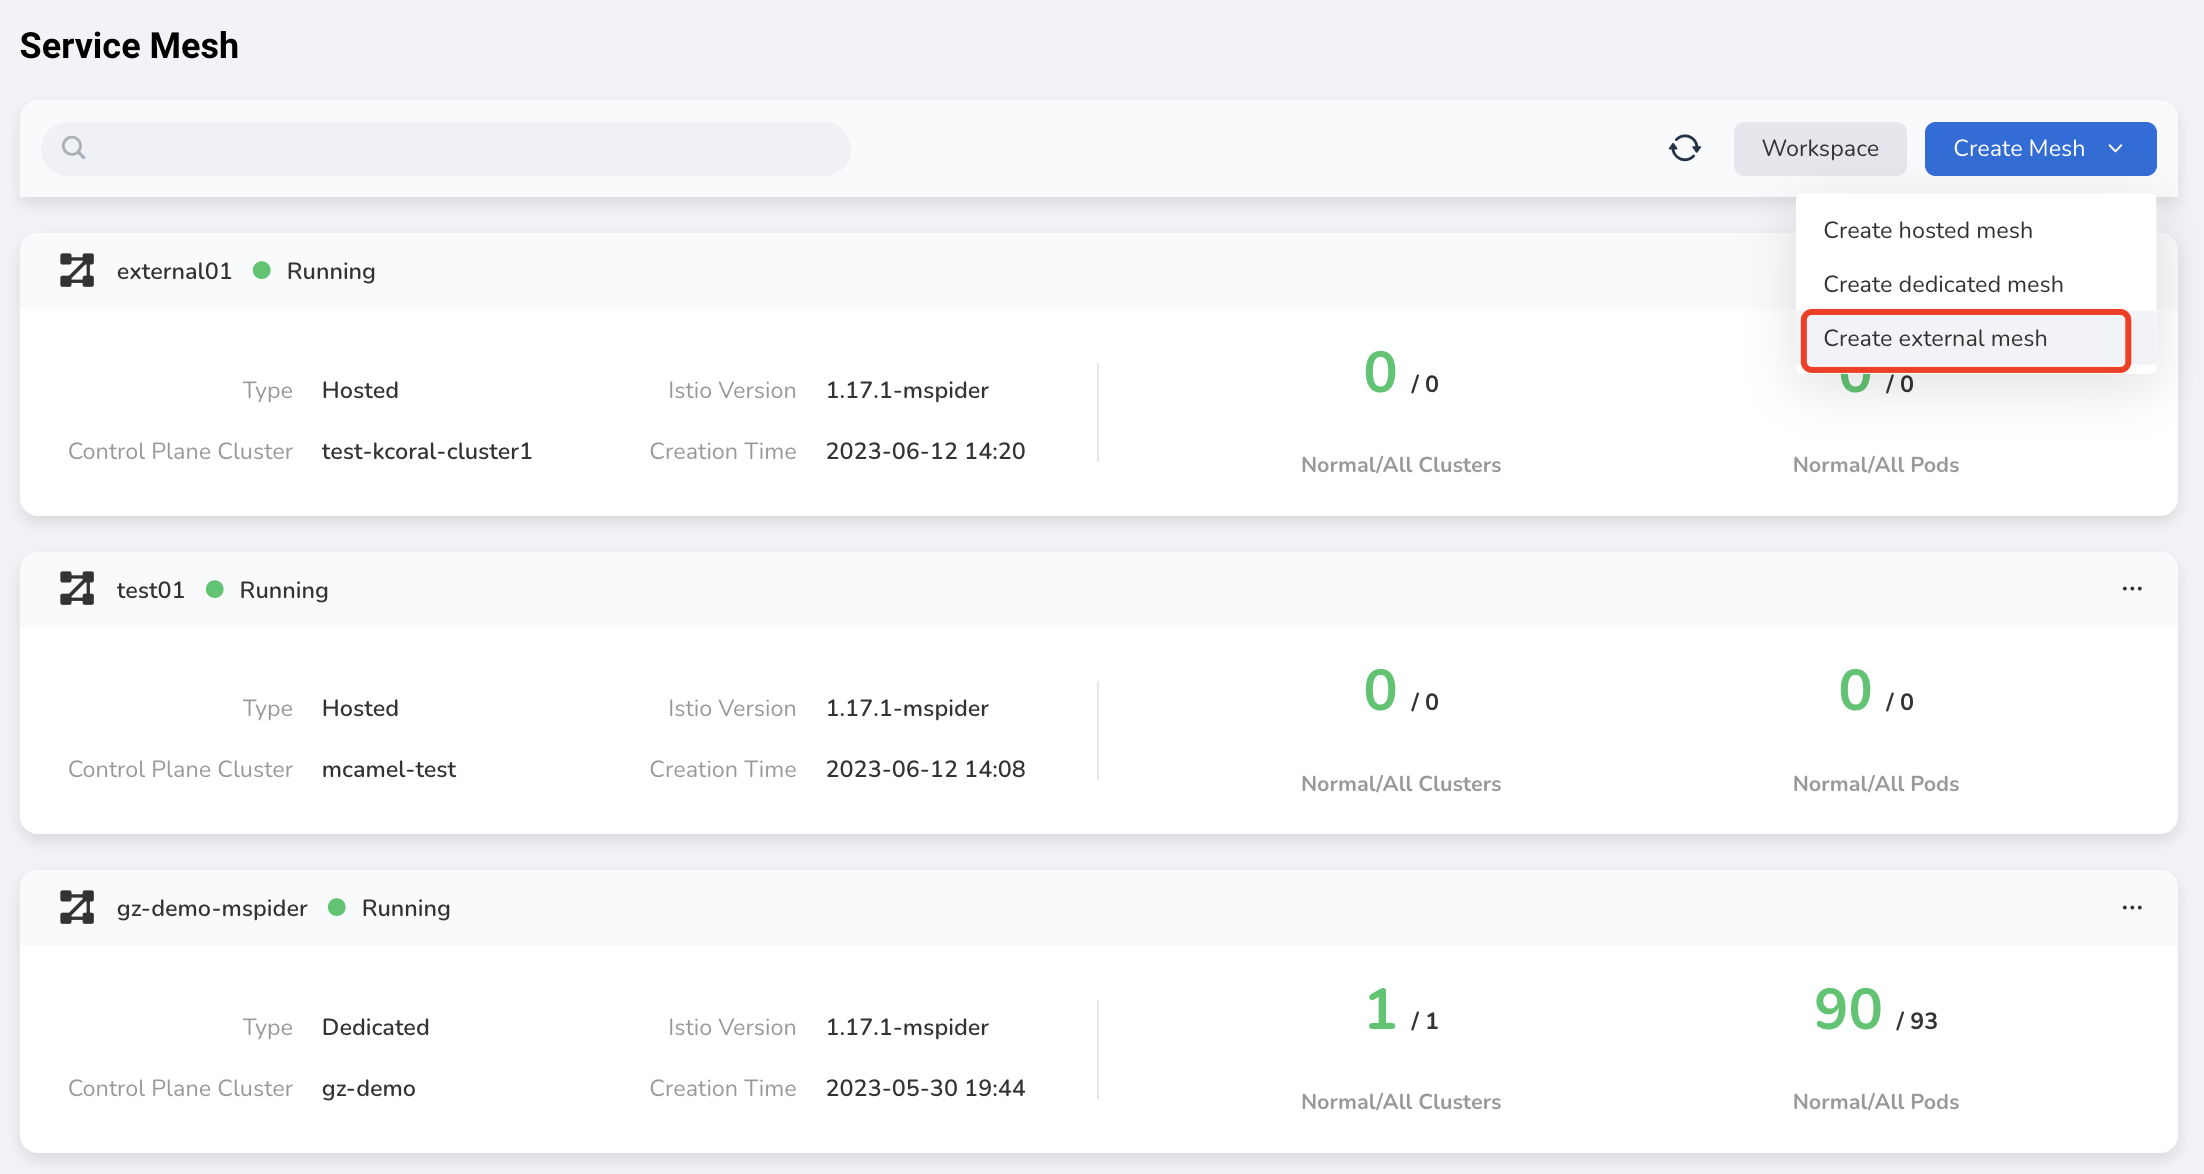 Service Mesh
Workspace
Create Mesh
Create hosted mesh
Create dedicated mesh
Create external mesh
external01 Running
Type Hosted Istio Version 1.17.1-mspider 0 / 0 0 / 0
Control Plane Cluster test-kcoral-cluster1 Creation Time 2023-06-12 14:20
Normal/All Clusters Normal/All Pods
test01 Running
Type Hosted Istio Version 1.17.1-mspider 0 / 0 0 / 0
Control Plane Cluster mcamel-test Creation Time 2023-06-12 14:08
Normal/All Clusters Normal/All Pods
gz-demo-mspider Running
Type Dedicated Istio Version 1.17.1-mspider 1 / 1 90 / 93
Control Plane Cluster gz-demo Creation Time 2023-05-30 19:44
Normal/All Clusters Normal/All Pods